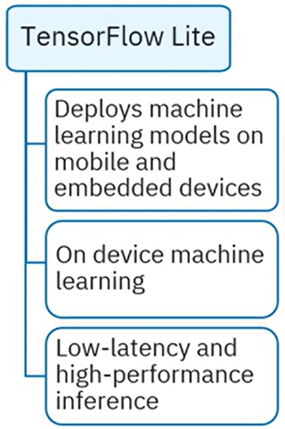 TensorFlow Lite
Deploys machine
learning models on
mobile and
embedded devices
On device machine
learning
Low-latency and
high-performance
inference